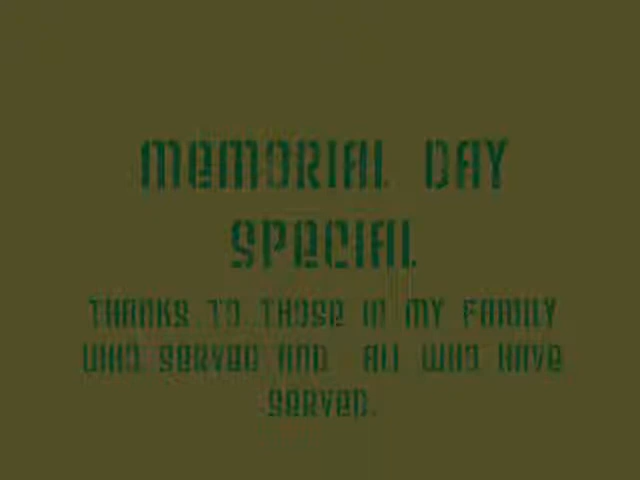 MEMORIAL DAY
SPECIAL
THANKS TO THOSE IN MY FAMILY
WHO SERVED AND ALL WHO HAVE
SERVED.